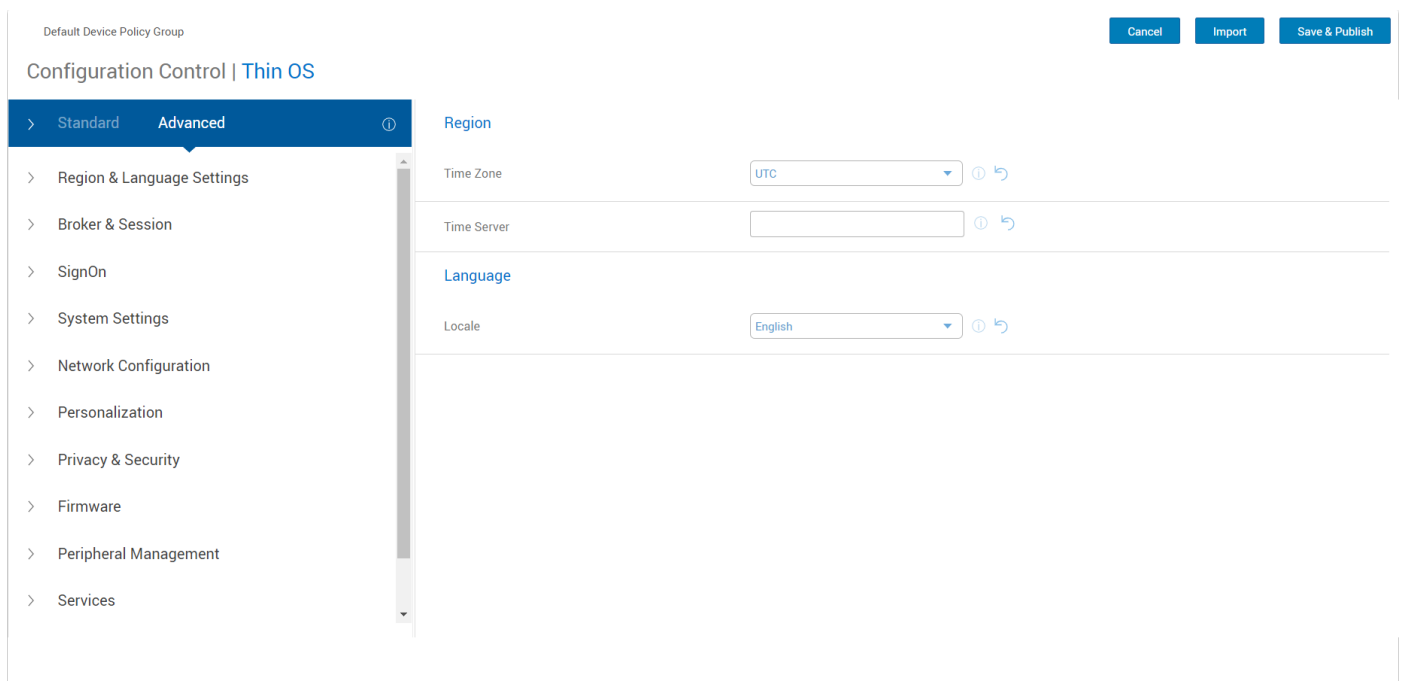 Default Device Policy Group
Cancel
Import
Save & Publish
Configuration Control | Thin OS
Standard
Advanced
Region & Language Settings
Broker & Session
SignOn
System Settings
Network Configuration
Personalization
Privacy & Security
Firmware
Peripheral Management
Services
Region
Time Zone
UTC
Time Server
Language
Locale
English